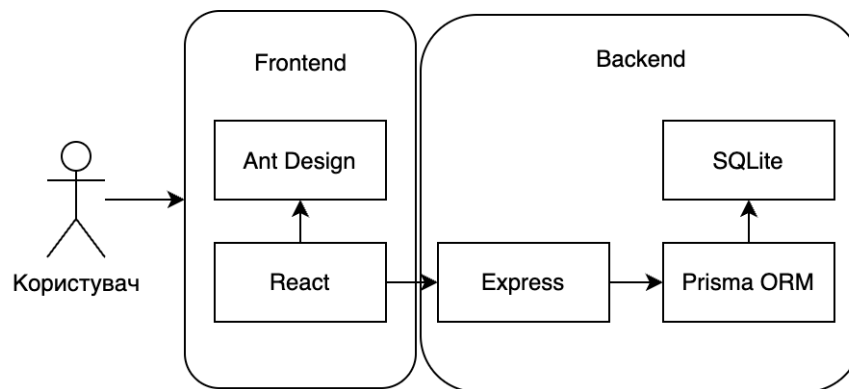 Frontend
Backend
Ant Design
SQLite
Користувач
React
Express
Prisma ORM